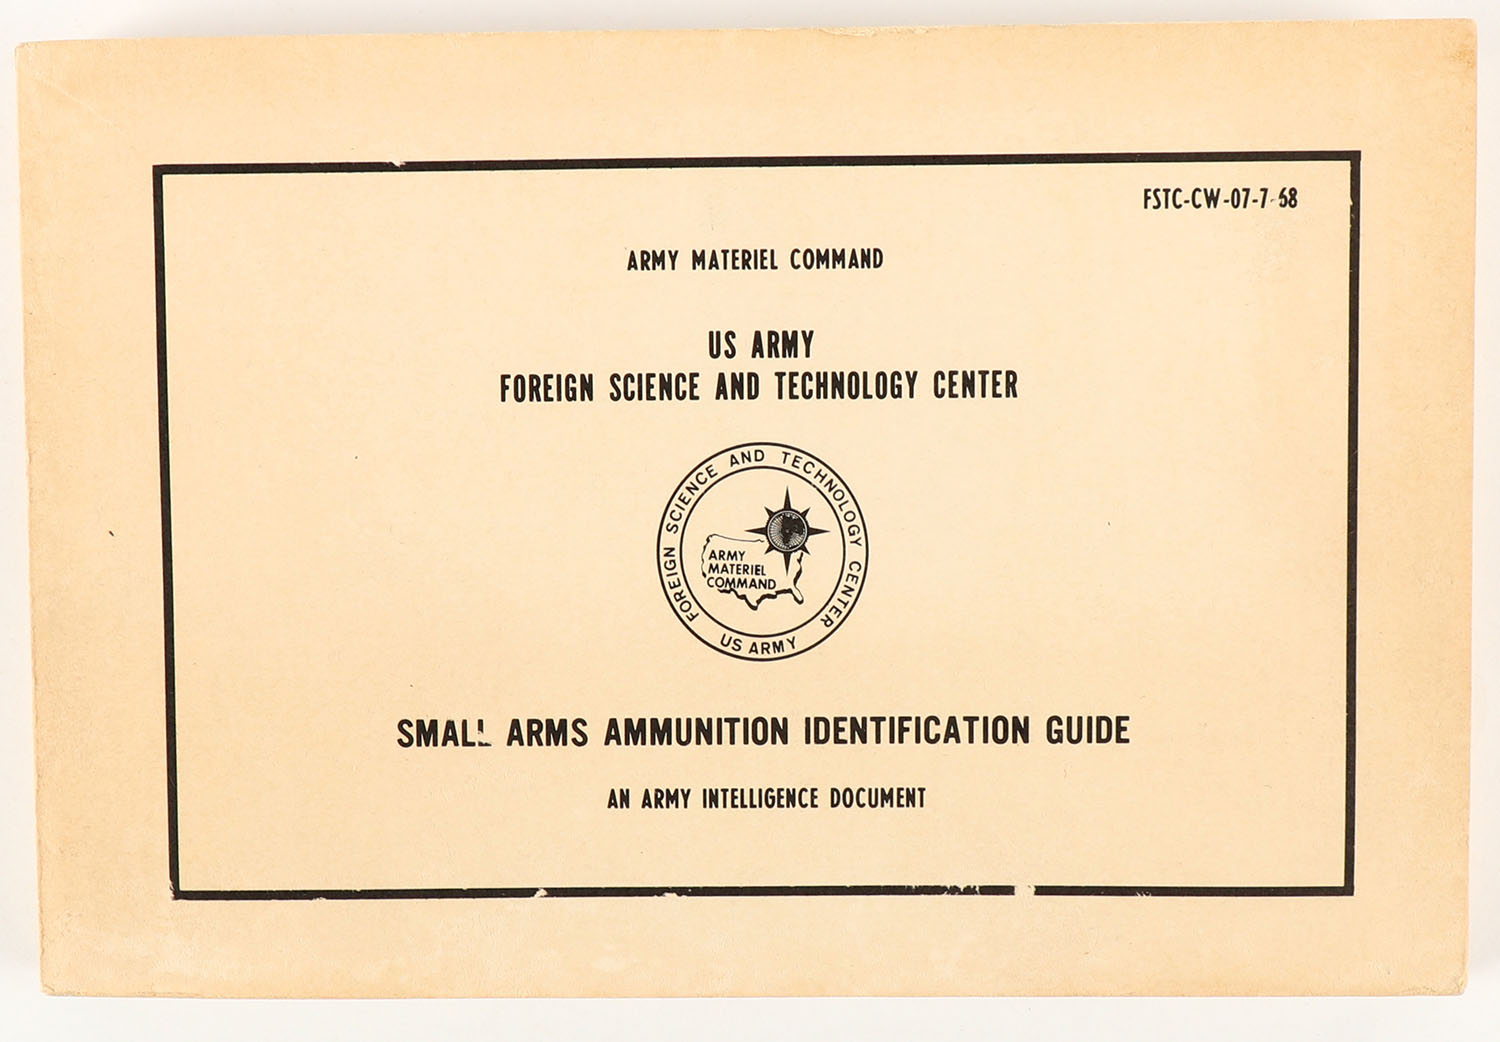 FSTC-CW-07-7-68
ARMY MATERIEL COMMAND
US ARMY
FOREIGN SCIENCE AND TECHNOLOGY CENTER
FOREIGN SCIENCE AND TECHNOLOGY CENTER
ARMY
MATERIEL
COMMAND
US ARMY
SMALL ARMS AMMUNITION IDENTIFICATION GUIDE
AN ARMY INTELLIGENCE DOCUMENT